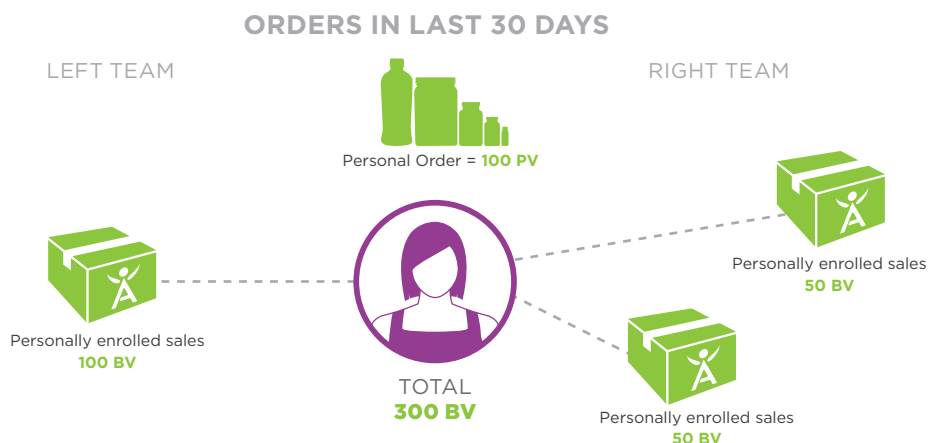 ORDERS IN LAST 30 DAYS
LEFT TEAM
RIGHT TEAM
Personal Order = 100 PV
Personally enrolled sales
50 BV
Personally enrolled sales
100 BV
TOTAL
300 BV
Personally enrolled sales
50 BV